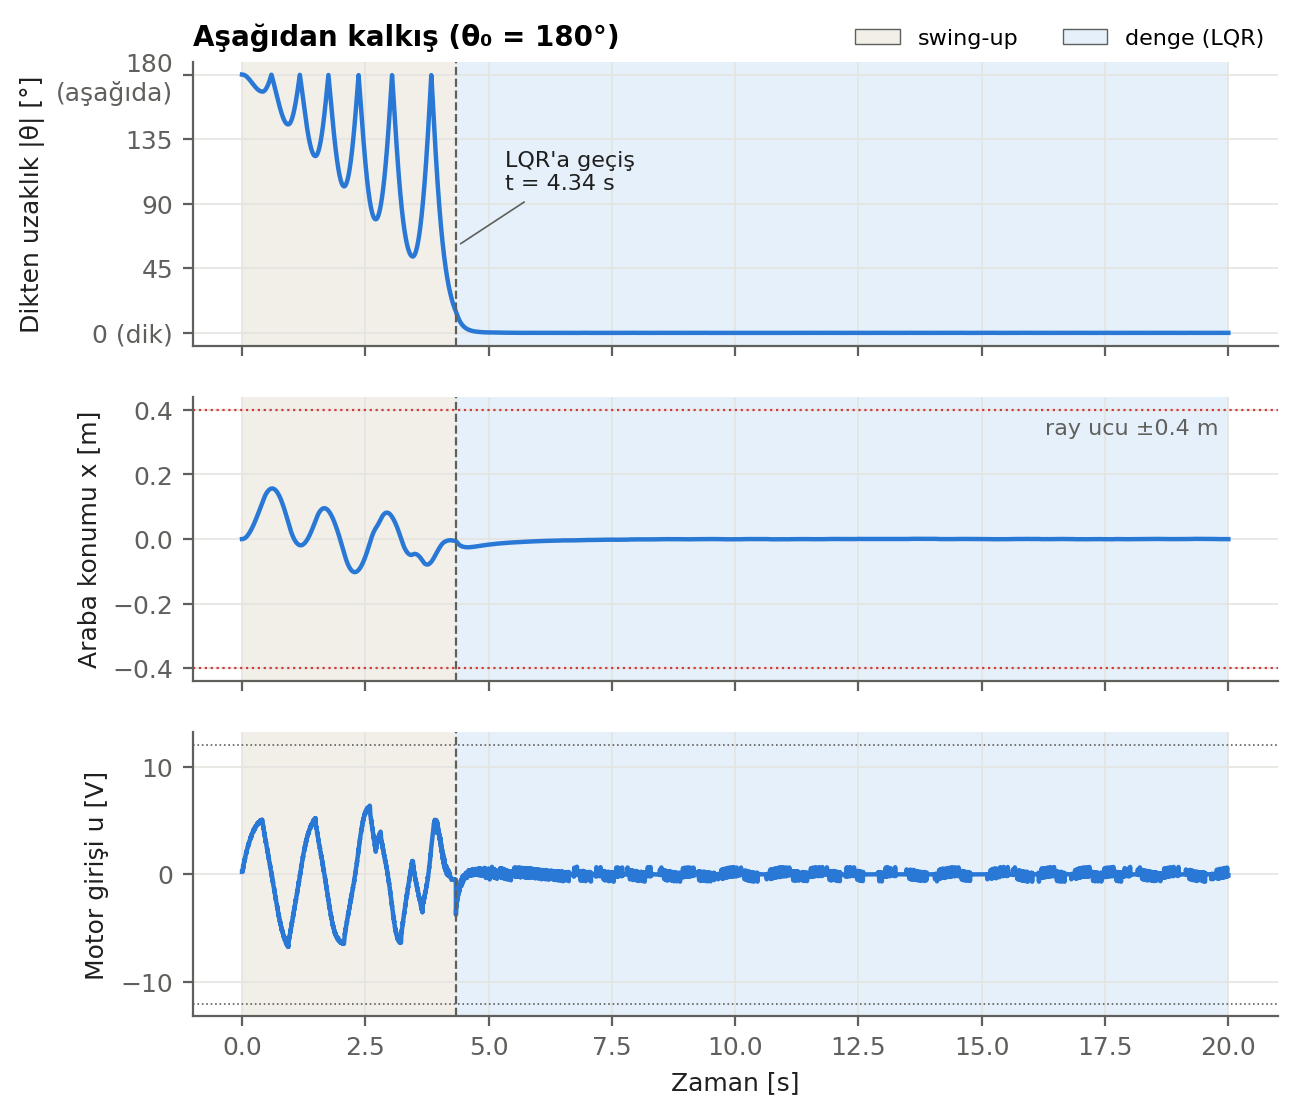 Aşağıdan kalkış (θ₀ = 180°)
swing-up
denge (LQR)
Dikten uzaklık |θ| [°]
180
(aşağıda)
135
90
45
0 (dik)
LQR'a geçiş
t = 4.34 s
Araba konumu x [m]
0.4
0.2
0.0
−0.2
−0.4
ray ucu ±0.4 m
Motor girişi u [V]
10
0
−10
0.0
2.5
5.0
7.5
10.0
12.5
15.0
17.5
20.0
Zaman [s]